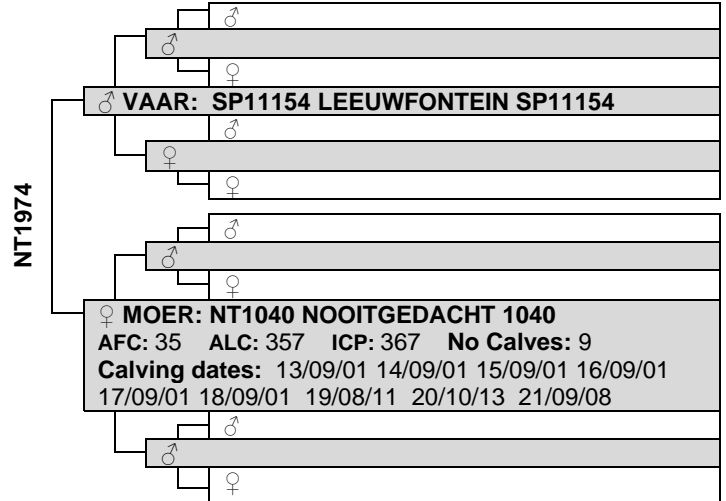 ♂
♂
♀
♂ VAAR: SP11154 LEEUWFONTEIN SP11154
♂
♀
♀
NT1974
♂
♂
♀
♀ MOER: NT1040 NOOITGEDACHT 1040
AFC: 35 ALC: 357 ICP: 367 No Calves: 9
Calving dates: 13/09/01 14/09/01 15/09/01 16/09/01
17/09/01 18/09/01 19/08/11 20/10/13 21/09/08
♂
♂
♀